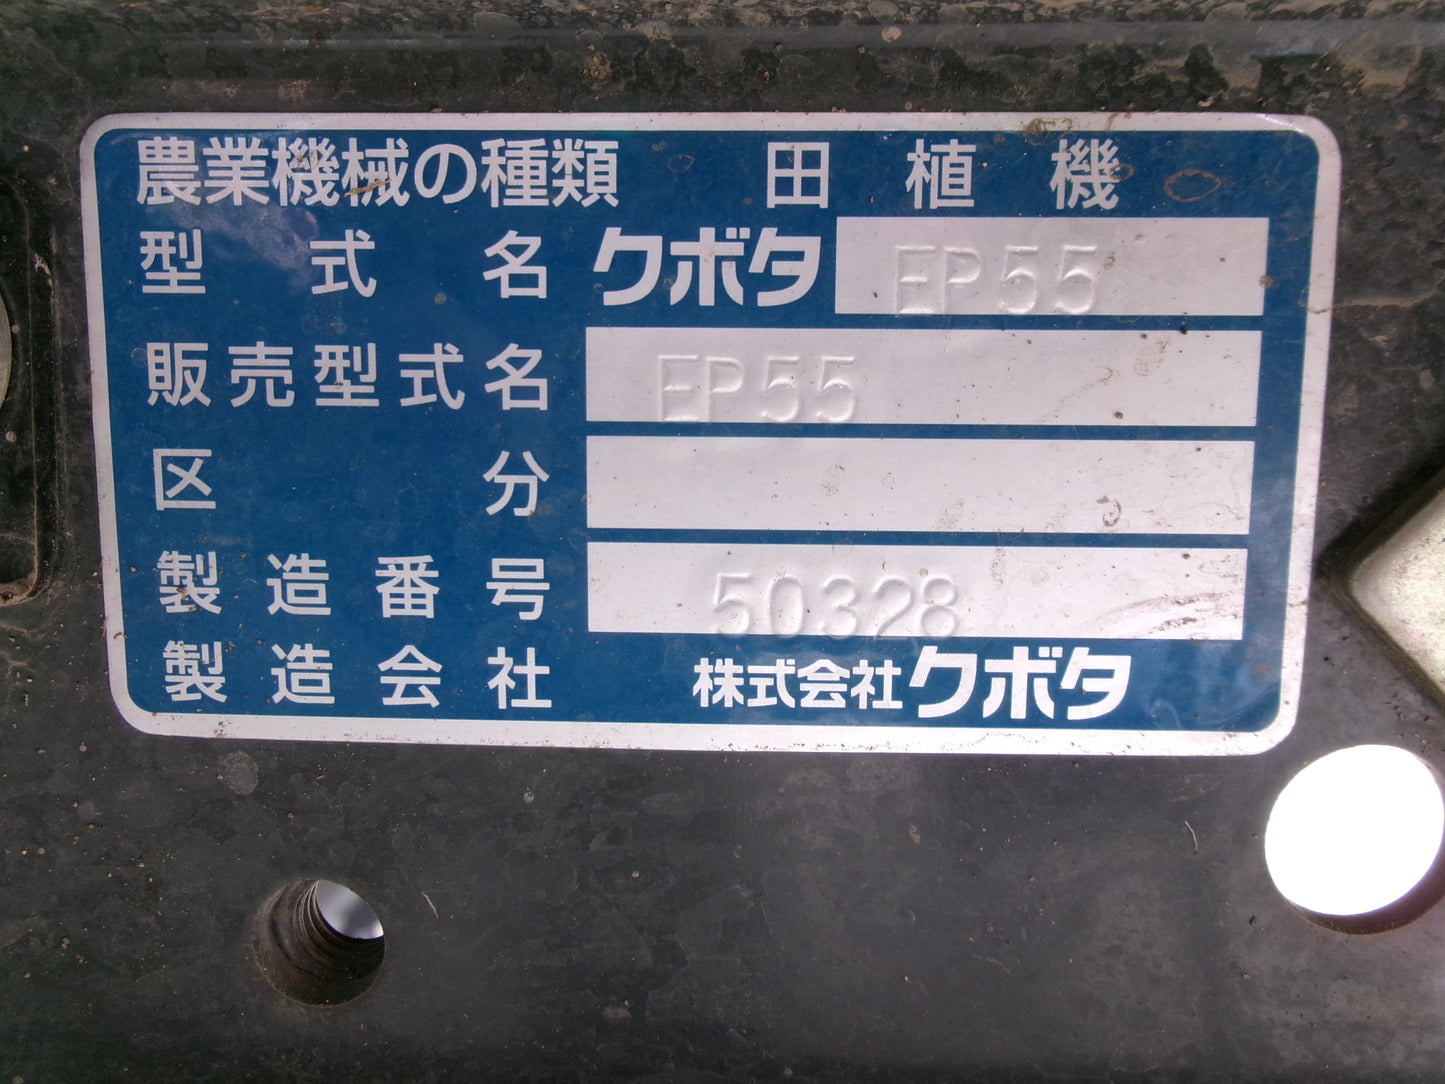 農業機械の種類 田植機
型式名 クボタ EP55
販売型式名 EP55
区分
製造番号 50328
製造会社 株式会社クボタ